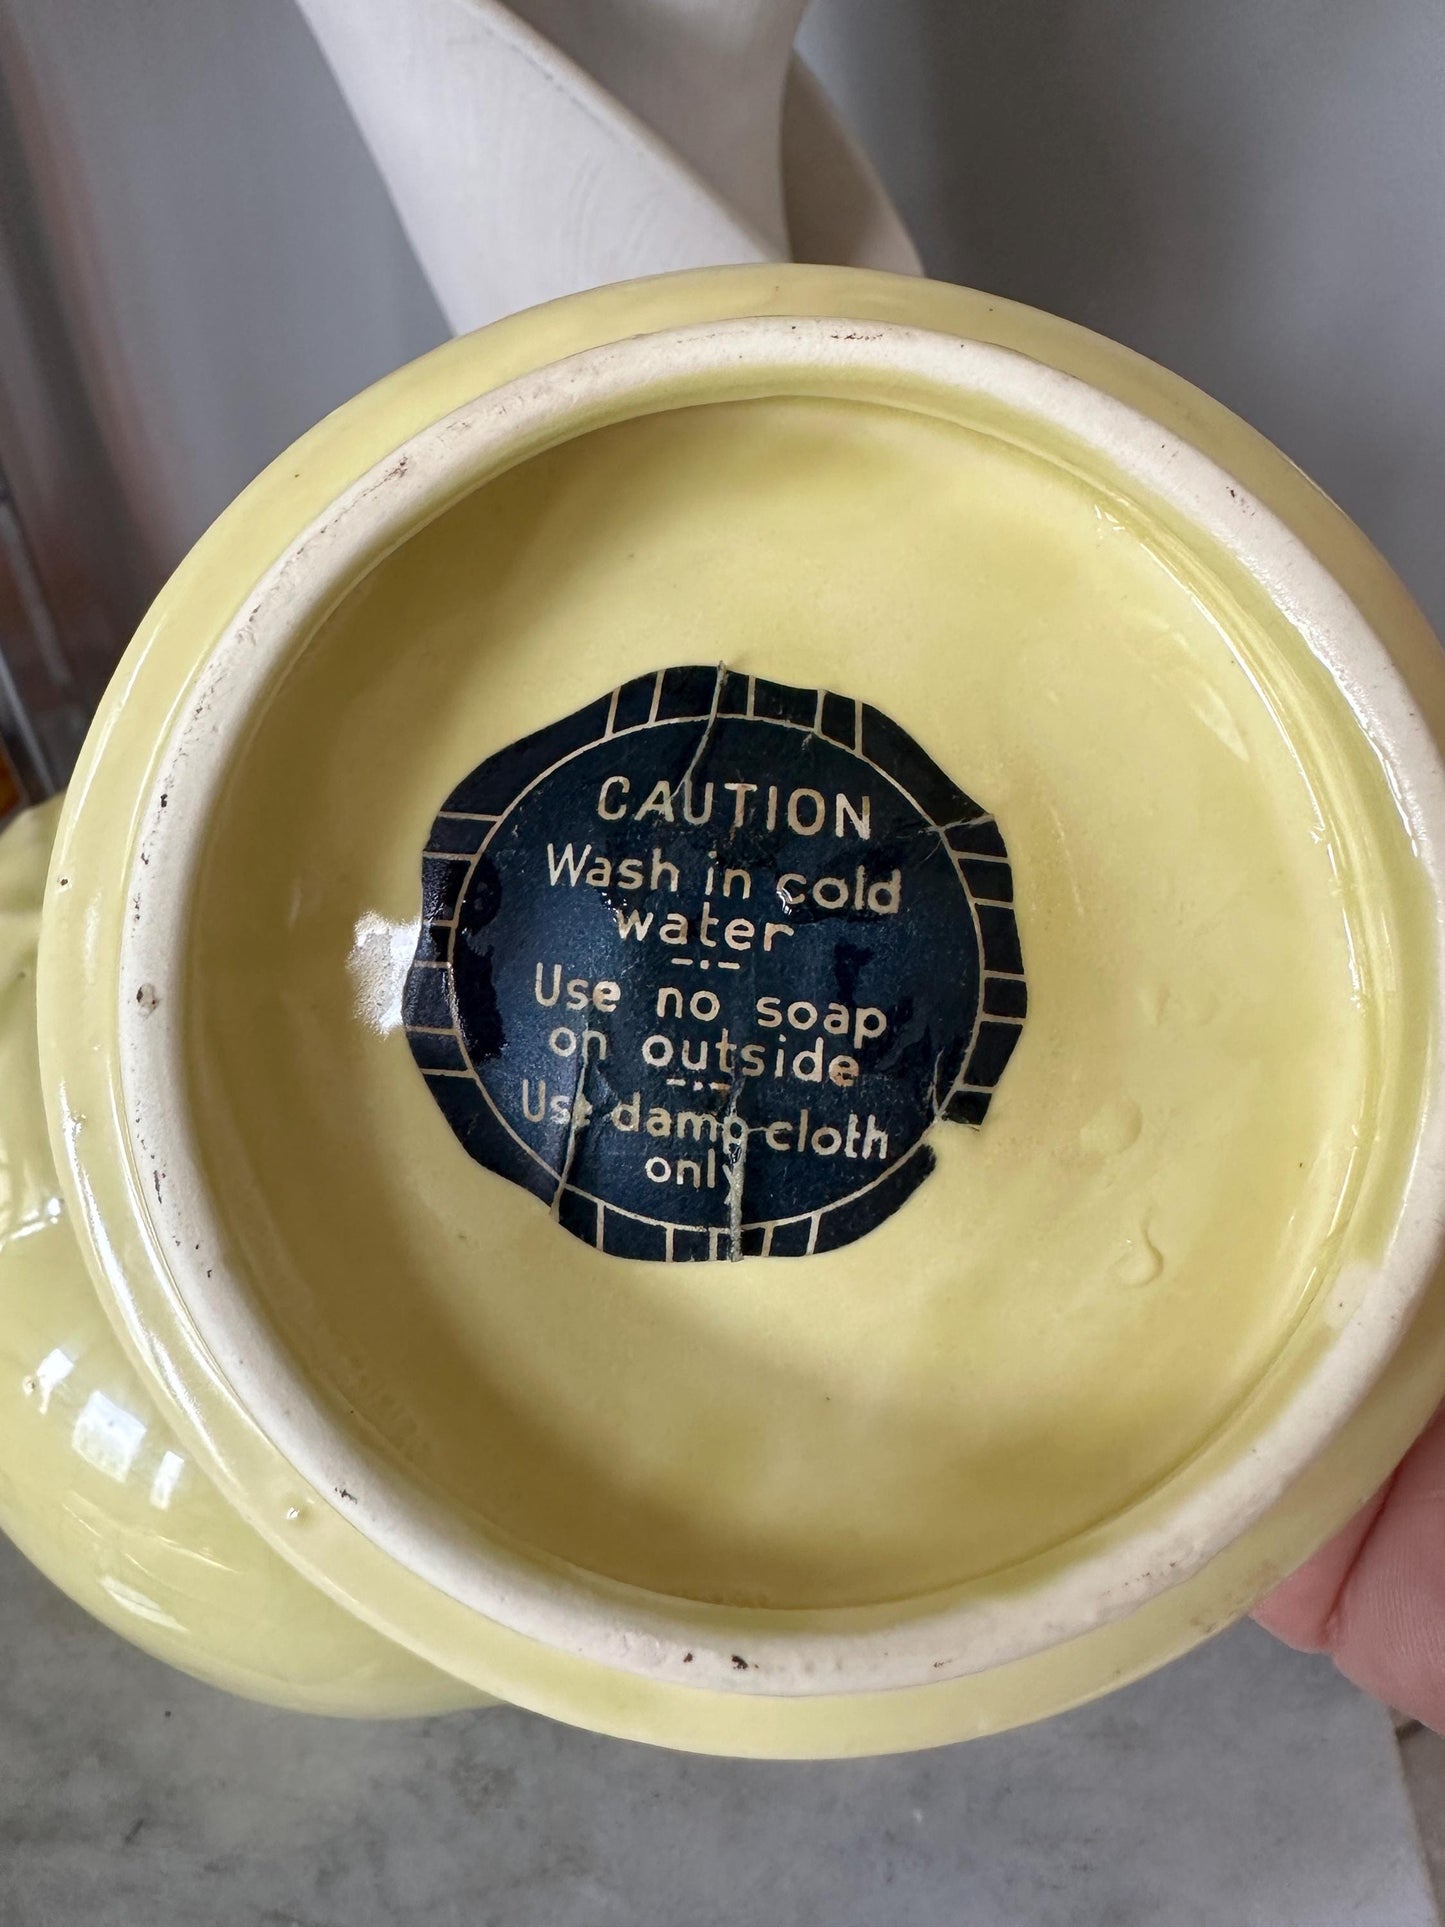 CAUTION
Wash in cold
water
Use no soap
on outside
Use damp cloth
only